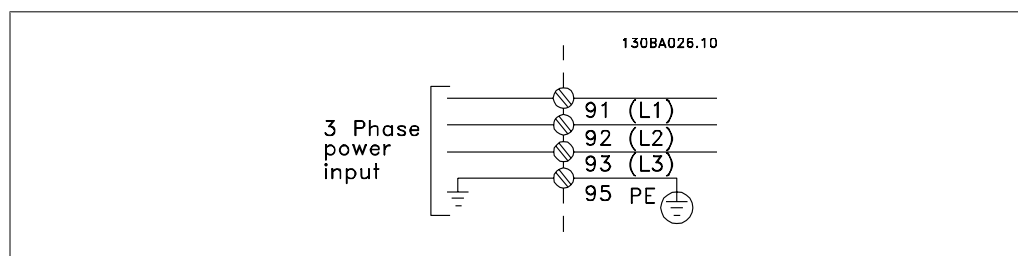 130BA026.10
3 Phase
power
input
91 (L1)
92 (L2)
93 (L3)
95 PE